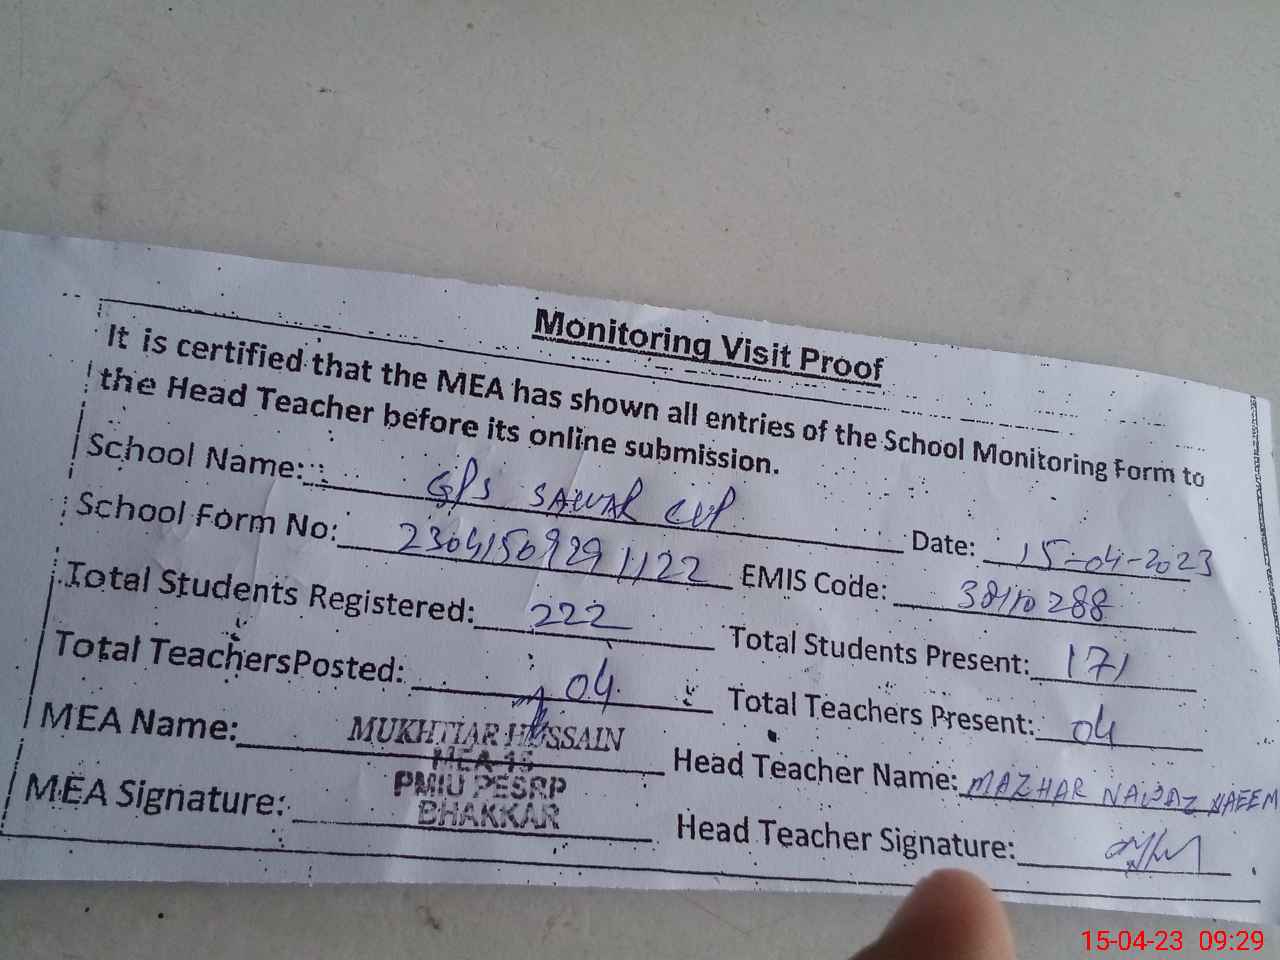 Monitoring Visit Proof
It is certified that the MEA has shown all entries of the School Monitoring Form to
the Head Teacher before its online submission.
School Name: GPS SAWAR Date: 15-04-2023
School Form No: 2304150929 1122 EMIS Code: 38110288
Total Students Registered: 222 Total Students Present: 171
Total TeachersPosted: 04 Total Teachers Present: 04
MEA Name: MUKHTIAR HUSSAIN Head Teacher Name: MAZHAR NAWAZ NAEEM
MEA-15
PMIU PESRP
MEA Signature: BHAKKAR Head Teacher Signature:
15-04-23 09:29